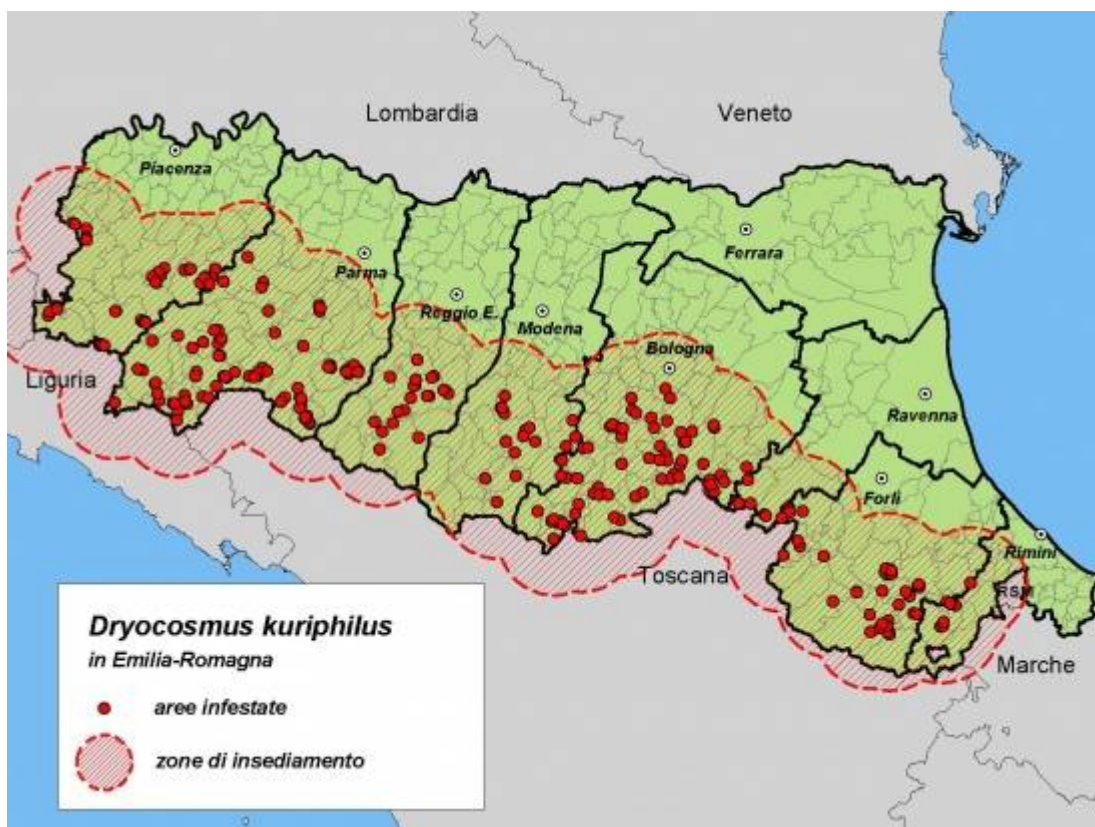 Lombardia
Veneto
Piacenza
Ferrara
Parma
Reggio E.
Modena
Bologna
Liguria
Ravenna
Forlì
Rimini
Toscana
RSM
Marche
Dryocosmus kuriphilus
in Emilia-Romagna
aree infestate
zone di insediamento